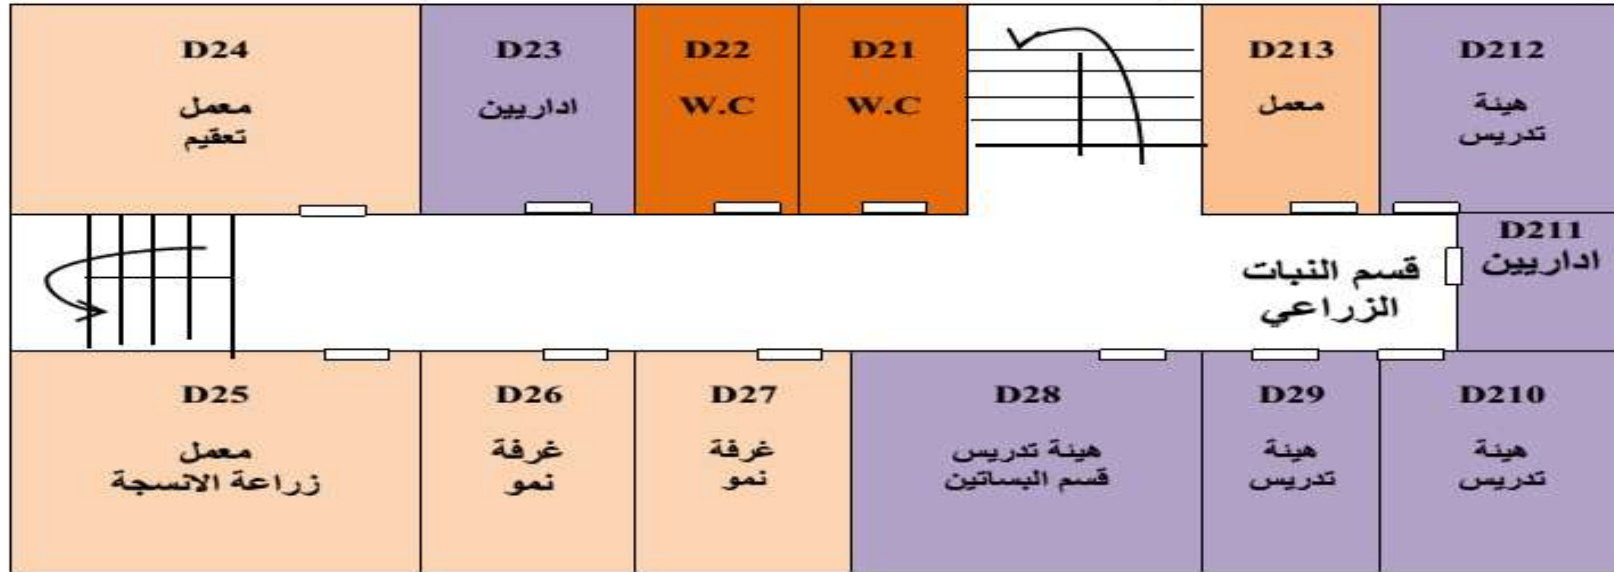 D24
معمل
تعقيم
D23
اداريين
D22
W.C
D21
W.C
D213
معمل
D212
هيئة
تدريس
D211
اداريين
قسم النبات
الزراعي
D25
معمل
زراعة الانسجة
D26
غرفة
نمو
D27
غرفة
نمو
D28
هيئة تدريس
قسم البساتين
D29
هيئة
تدريس
D210
هيئة
تدريس